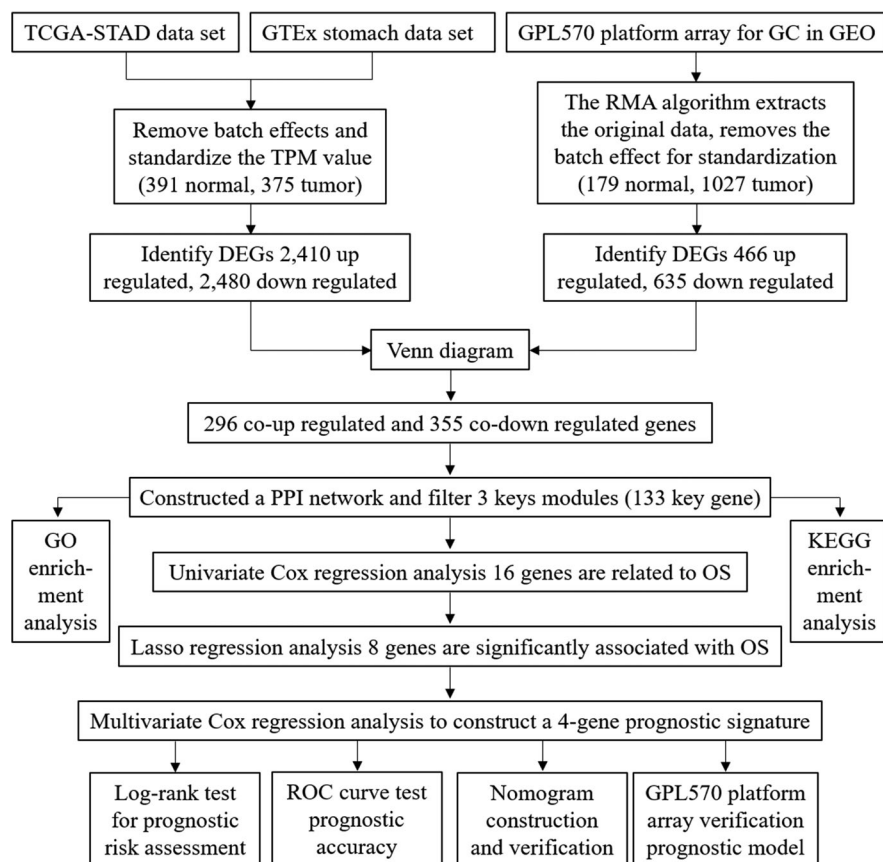 TCGA-STAD data set
GTEx stomach data set
GPL570 platform array for GC in GEO
Remove batch effects and
standardize the TPM value
(391 normal, 375 tumor)
The RMA algorithm extracts
the original data, removes the
batch effect for standardization
(179 normal, 1027 tumor)
Identify DEGs 2,410 up
regulated, 2,480 down regulated
Identify DEGs 466 up
regulated, 635 down regulated
Venn diagram
296 co-up regulated and 355 co-down regulated genes
Constructed a PPI network and filter 3 keys modules (133 key gene)
GO
enrich-
ment
analysis
KEGG
enrich-
ment
analysis
Univariate Cox regression analysis 16 genes are related to OS
Lasso regression analysis 8 genes are significantly associated with OS
Multivariate Cox regression analysis to construct a 4-gene prognostic signature
Log-rank test
for prognostic
risk assessment
ROC curve test
prognostic
accuracy
Nomogram
construction
and verification
GPL570 platform
array verification
prognostic model